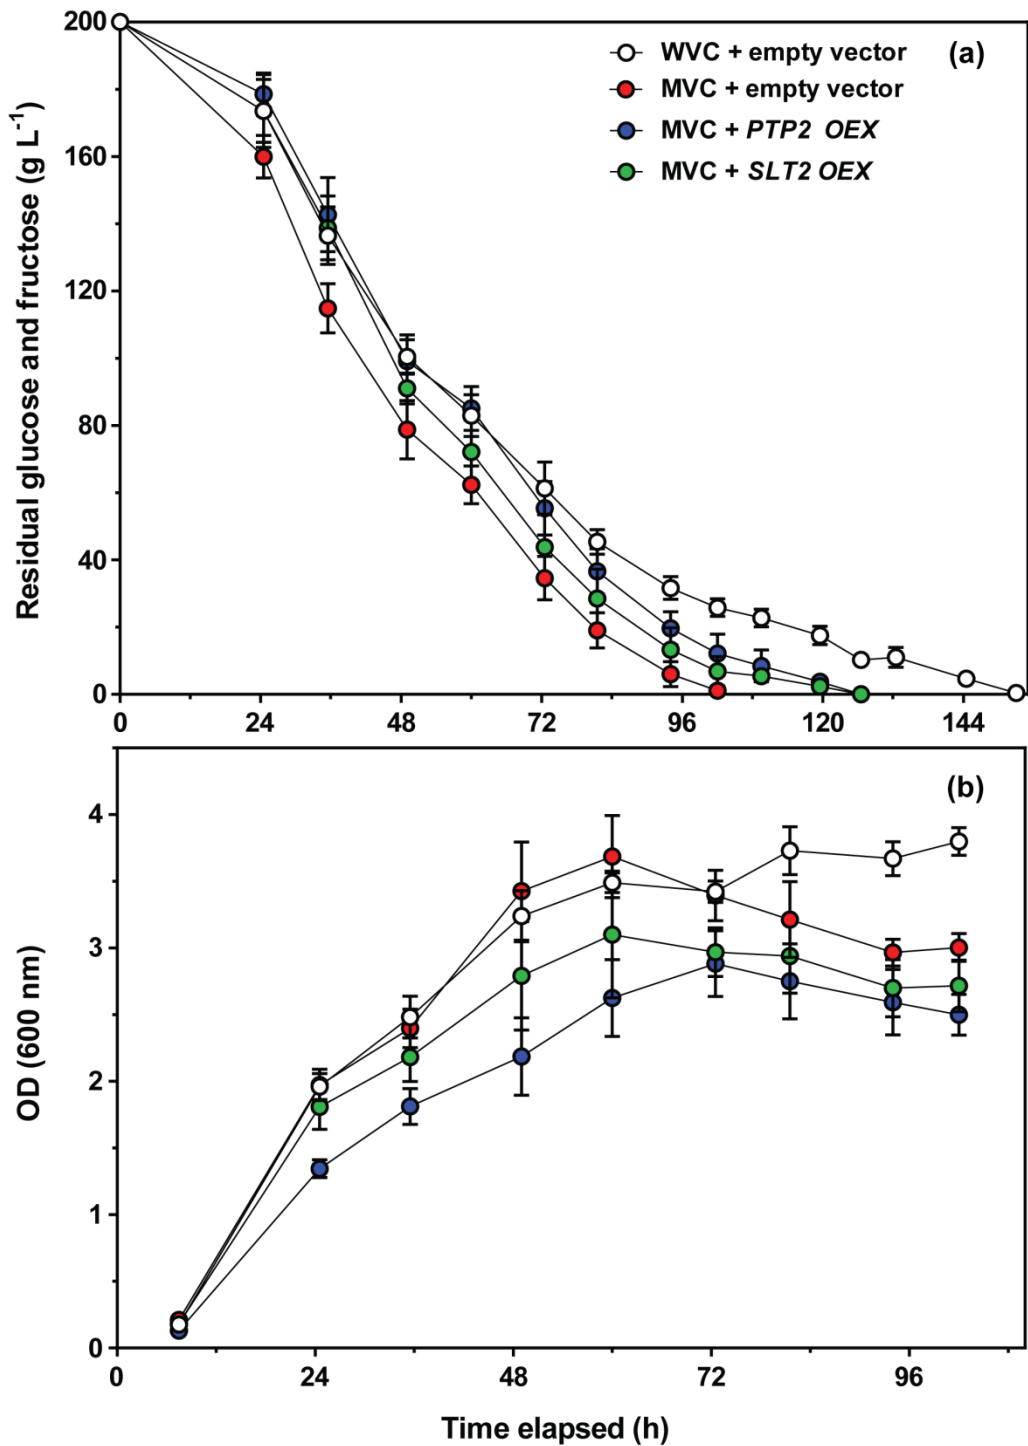 Residual glucose and fructose (g L⁻¹)
200
160
120
80
40
0
WVC + empty vector
MVC + empty vector
MVC + PTP2 OEX
MVC + SLT2 OEX
(a)
0 24 48 72 96 120 144
OD (600 nm)
4
3
2
1
0
(b)
0 24 48 72 96
Time elapsed (h)